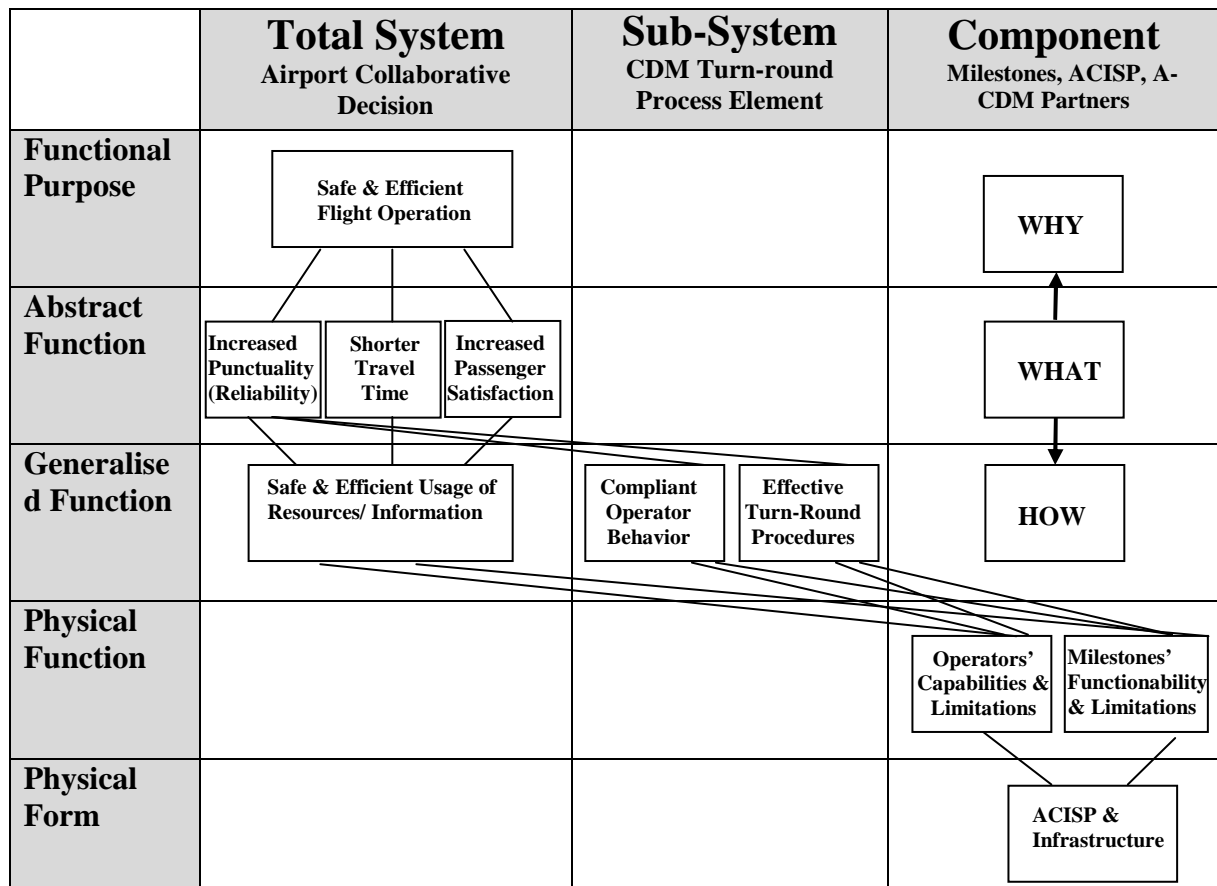 Total System
Airport Collaborative
Decision
Sub-System
CDM Turn-round
Process Element
Component
Milestones, ACISP, A-
CDM Partners
Functional
Purpose
Safe & Efficient
Flight Operation
WHY
Abstract
Function
Increased
Punctuality
(Reliability)
Shorter
Travel
Time
Increased
Passenger
Satisfaction
WHAT
Generalise
d Function
Safe & Efficient Usage of
Resources/ Information
Compliant
Operator
Behavior
Effective
Turn-Round
Procedures
HOW
Physical
Function
Operators’
Capabilities &
Limitations
Milestones’
Functionability
& Limitations
Physical
Form
ACISP &
Infrastructure